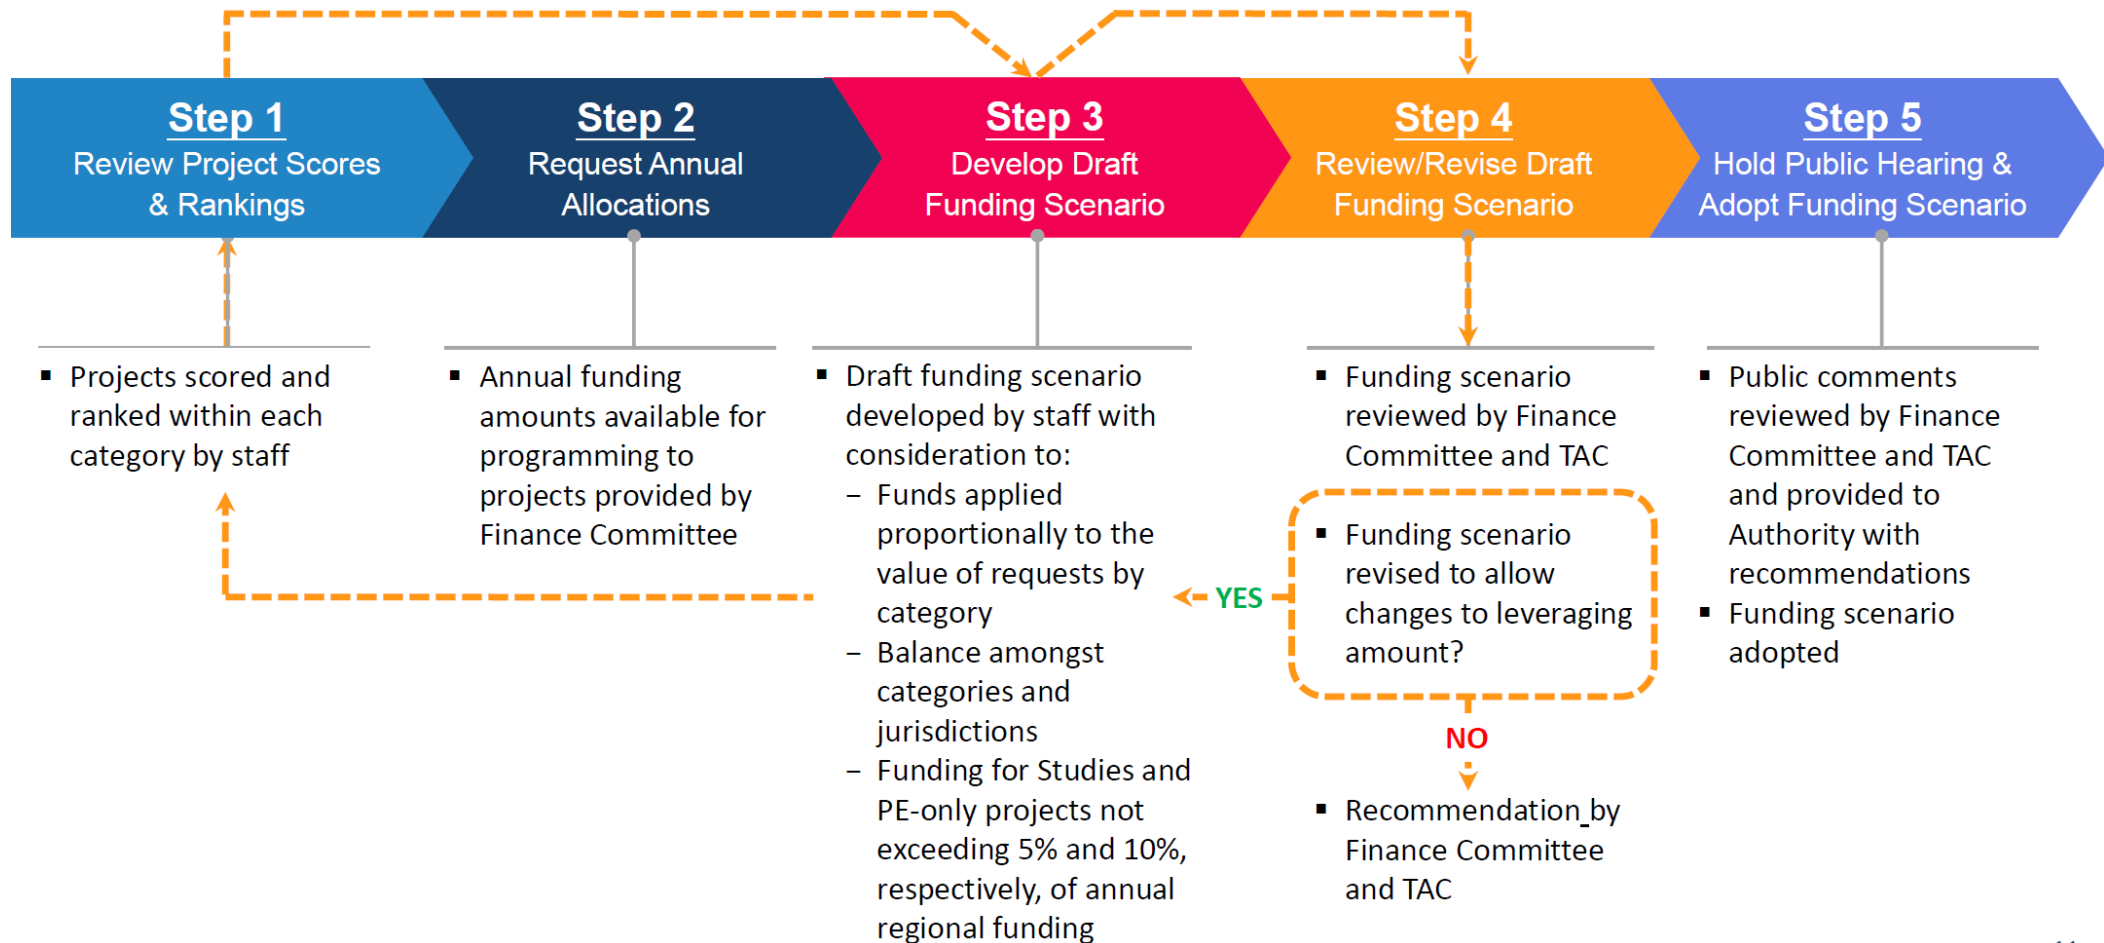 Step 1
Review Project Scores
& Rankings
Step 2
Request Annual
Allocations
Step 3
Develop Draft
Funding Scenario
Step 4
Review/Revise Draft
Funding Scenario
Step 5
Hold Public Hearing &
Adopt Funding Scenario
▪ Projects scored and
ranked within each
category by staff
▪ Annual funding
amounts available for
programming to
projects provided by
Finance Committee
▪ Draft funding scenario
developed by staff with
consideration to:
– Funds applied
proportionally to the
value of requests by
category
– Balance amongst
categories and
jurisdictions
– Funding for Studies and
PE-only projects not
exceeding 5% and 10%,
respectively, of annual
regional funding
▪ Funding scenario
reviewed by Finance
Committee and TAC
▪ Funding scenario
revised to allow
changes to leveraging
amount?
YES
NO
▪ Recommendation by
Finance Committee
and TAC
▪ Public comments
reviewed by Finance
Committee and TAC
and provided to
Authority with
recommendations
▪ Funding scenario
adopted